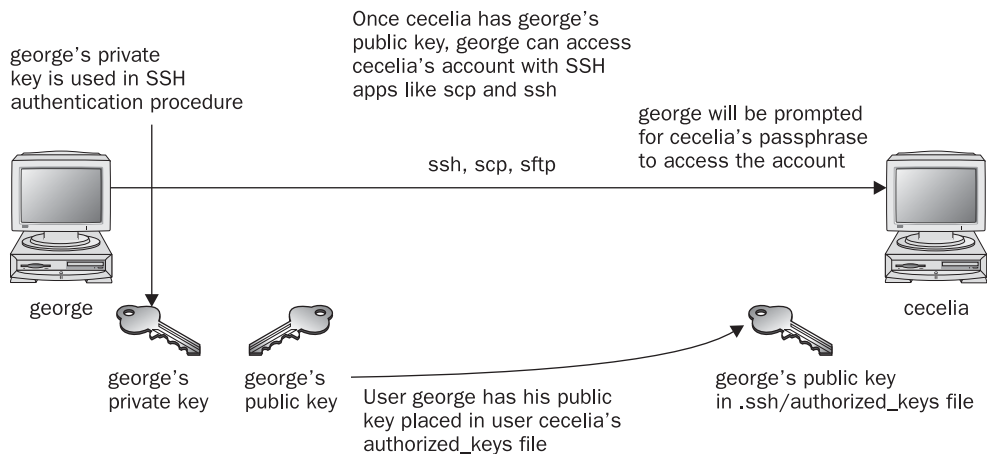 george's private
key is used in SSH
authentication procedure
Once cecelia has george's
public key, george can access
cecelia's account with SSH
apps like scp and ssh
george will be prompted
for cecelia's passphrase
to access the account
ssh, scp, sftp
george
cecelia
george's
private key
george's
public key
User george has his public
key placed in user cecelia's
authorized_keys file
george's public key
in .ssh/authorized_keys file